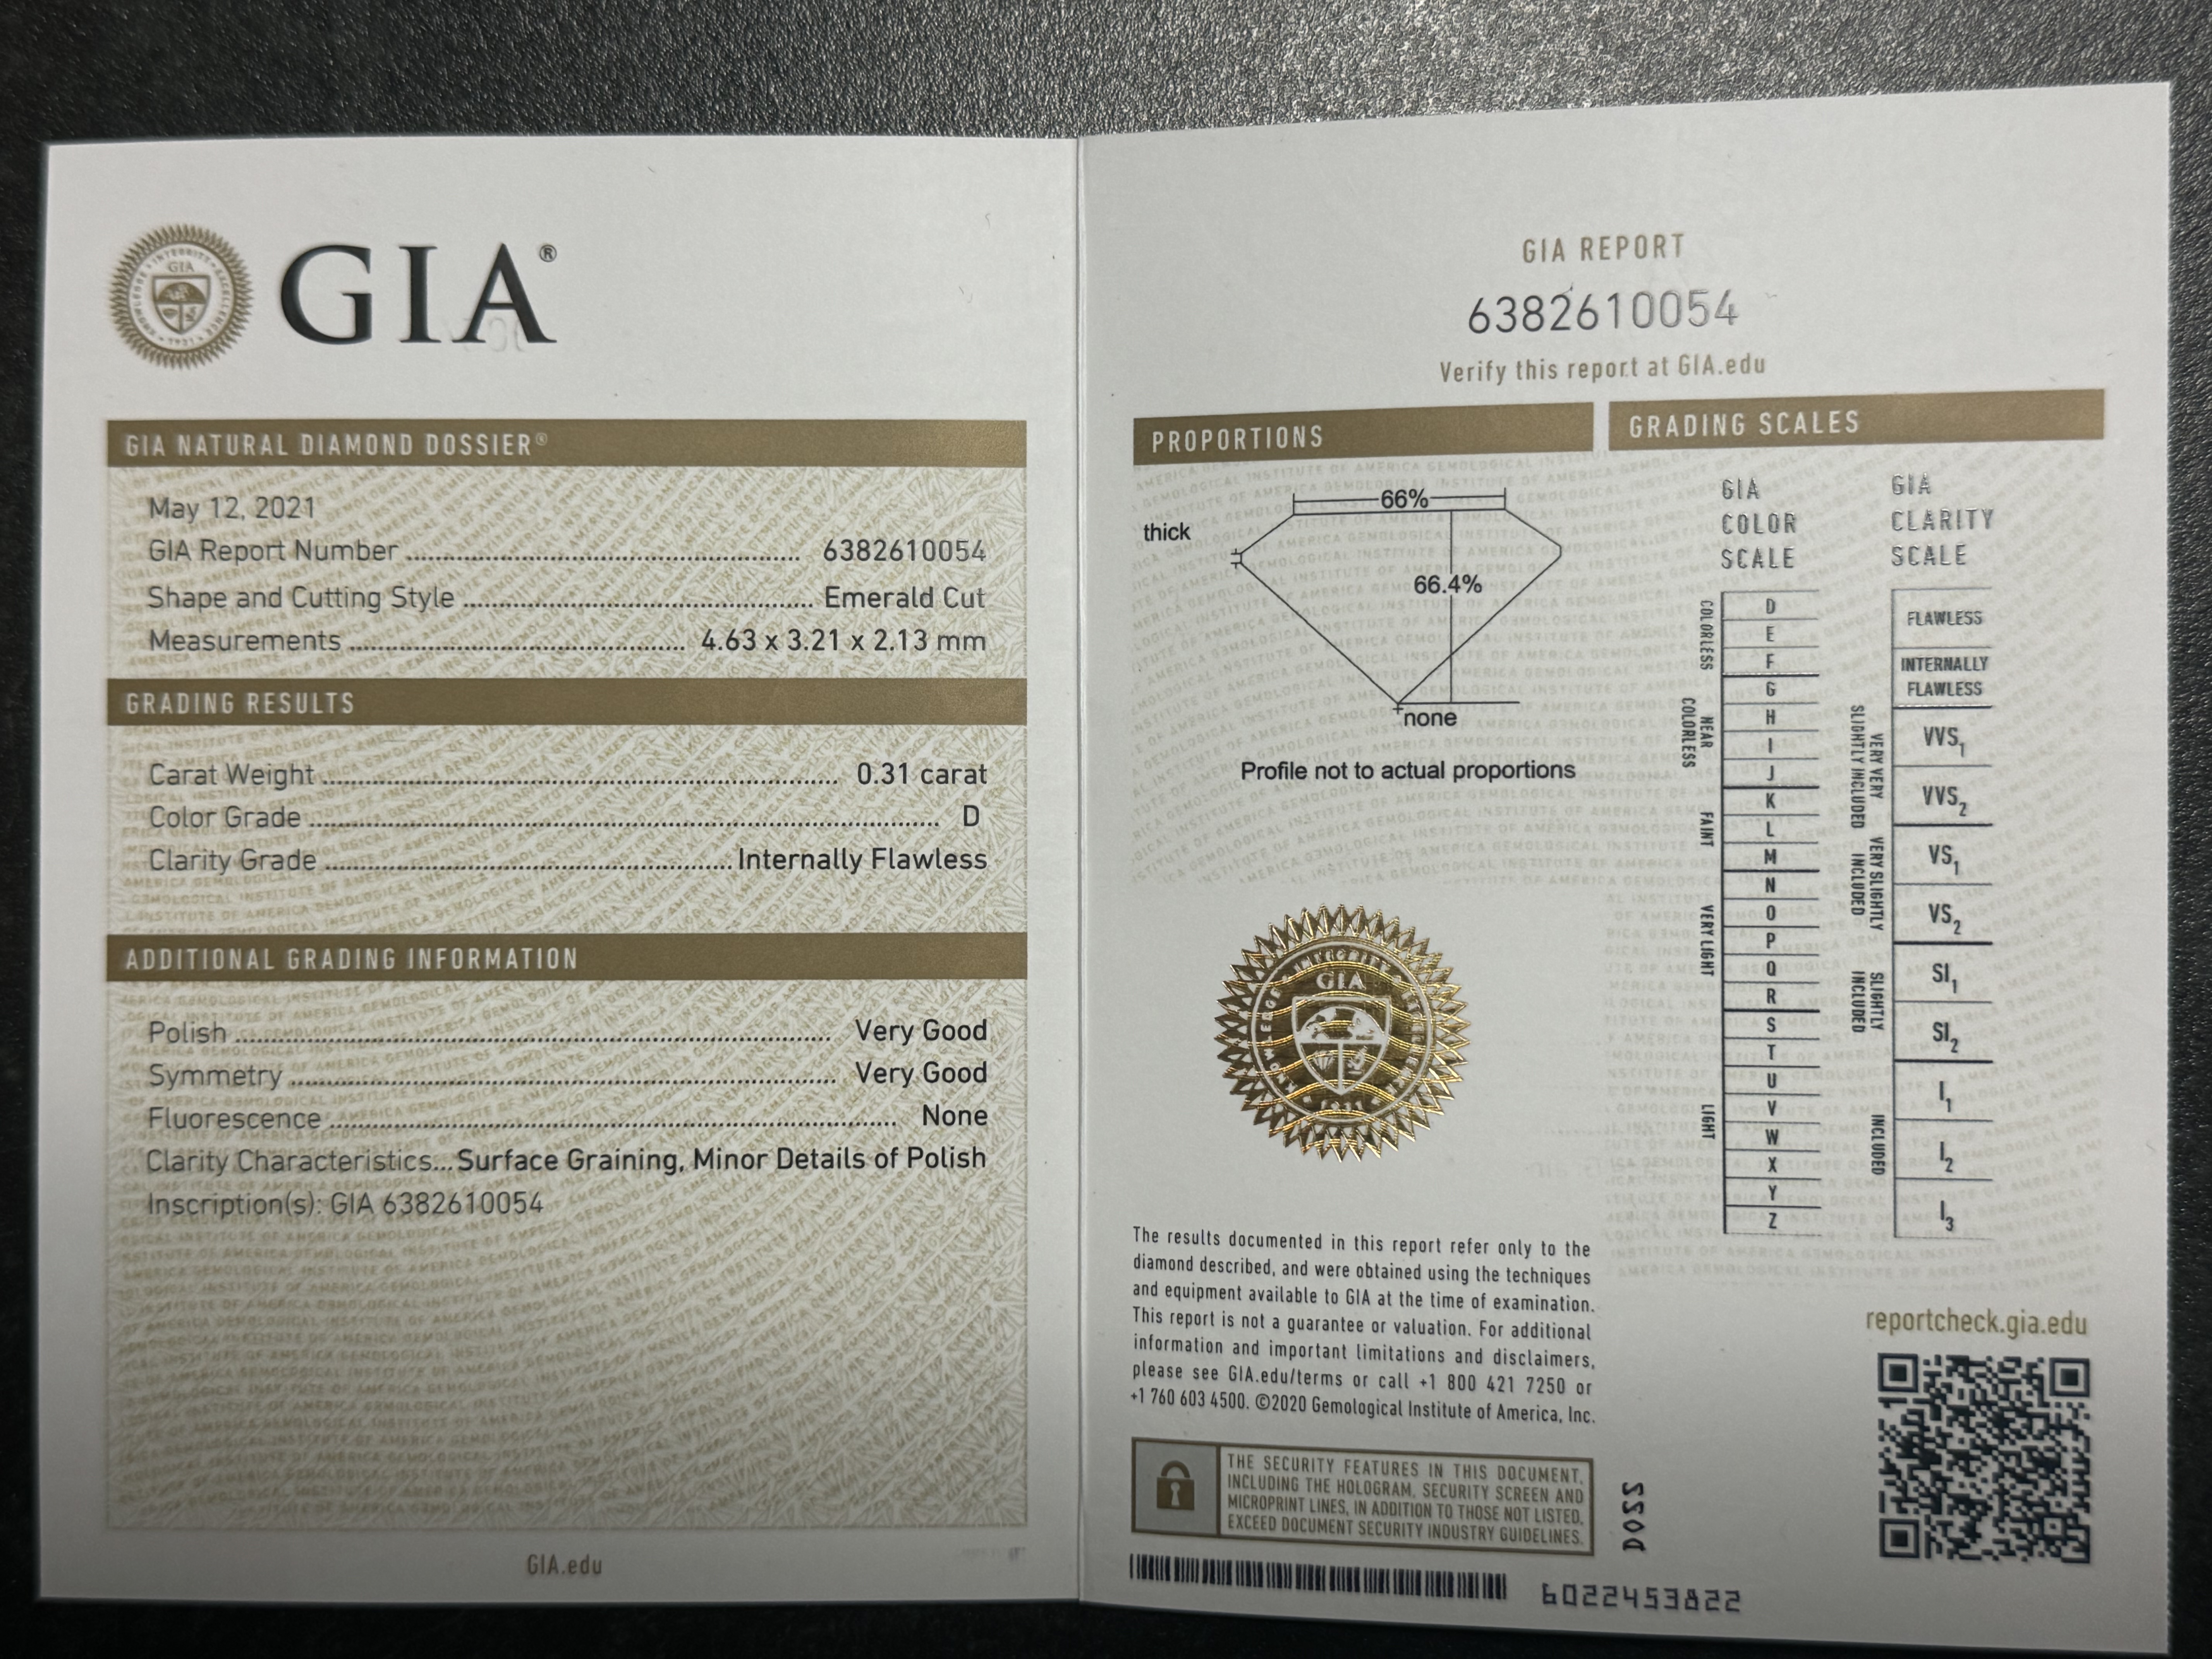 GIA®
GIA NATURAL DIAMOND DOSSIER®
May 12, 2021
GIA Report Number 6382610054
Shape and Cutting Style Emerald Cut
Measurements 4.63 x 3.21 x 2.13 mm
GRADING RESULTS
Carat Weight 0.31 carat
Color Grade D
Clarity Grade Internally Flawless
ADDITIONAL GRADING INFORMATION
Polish Very Good
Symmetry Very Good
Fluorescence None
Clarity Characteristics...Surface Graining, Minor Details of Polish
Inscription(s): GIA 6382610054
GIA.edu
GIA REPORT
6382610054
Verify this report at GIA.edu
PROPORTIONS
66%
thick
66.4%
none
Profile not to actual proportions
GIA
The results documented in this report refer only to the
diamond described, and were obtained using the techniques
and equipment available to GIA at the time of examination.
This report is not a guarantee or valuation. For additional
information and important limitations and disclaimers,
please see GIA.edu/terms or call +1 800 421 7250 or
+1 760 603 4500. ©2020 Gemological Institute of America, Inc.
THE SECURITY FEATURES IN THIS DOCUMENT,
INCLUDING THE HOLOGRAM, SECURITY SCREEN AND
MICROPRINT LINES, IN ADDITION TO THOSE NOT LISTED,
EXCEED DOCUMENT SECURITY INDUSTRY GUIDELINES.
DOSS
6022453822
GRADING SCALES
GIA
COLOR
SCALE
COLORLESS
D
E
F
NEAR
COLORLESS
G
H
I
J
FAINT
K
L
M
VERY LIGHT
N
O
P
Q
R
LIGHT
S
T
U
V
W
X
Y
Z
GIA
CLARITY
SCALE
FLAWLESS
INTERNALLY
FLAWLESS
VERY VERY
SLIGHTLY INCLUDED
VVS1
VVS2
VERY SLIGHTLY
INCLUDED
VS1
VS2
SLIGHTLY
INCLUDED
SI1
SI2
INCLUDED
I1
I2
I3
reportcheck.gia.edu